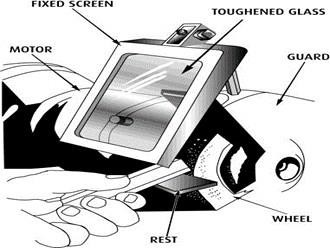 FIXED SCREEN
TOUGHENED GLASS
MOTOR
GUARD
WHEEL
REST